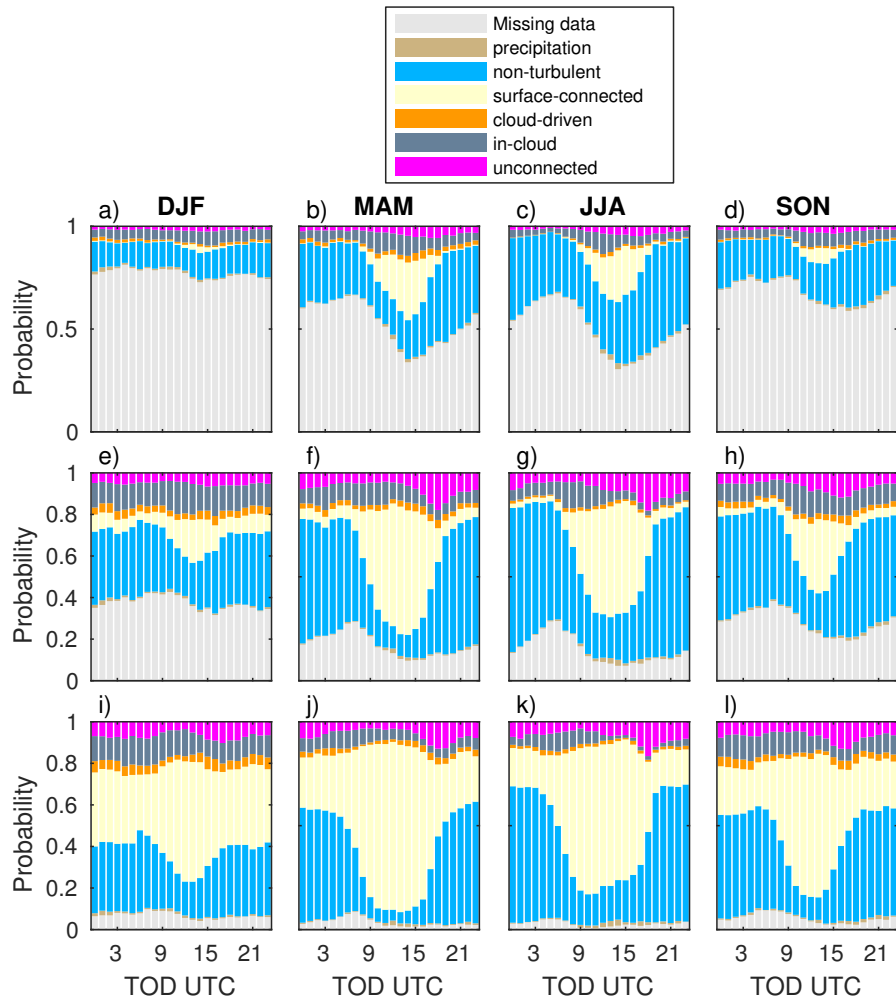 Missing data
precipitation
non-turbulent
surface-connected
cloud-driven
in-cloud
unconnected
a) DJF b) MAM c) JJA d) SON
1
0.5
0
Probability
e) f) g) h)
1
0.8
0.6
0.4
0.2
0
Probability
i) j) k) l)
1
0.8
0.6
0.4
0.2
0
Probability
3 9 15 21 3 9 15 21 3 9 15 21 3 9 15 21
TOD UTC TOD UTC TOD UTC TOD UTC